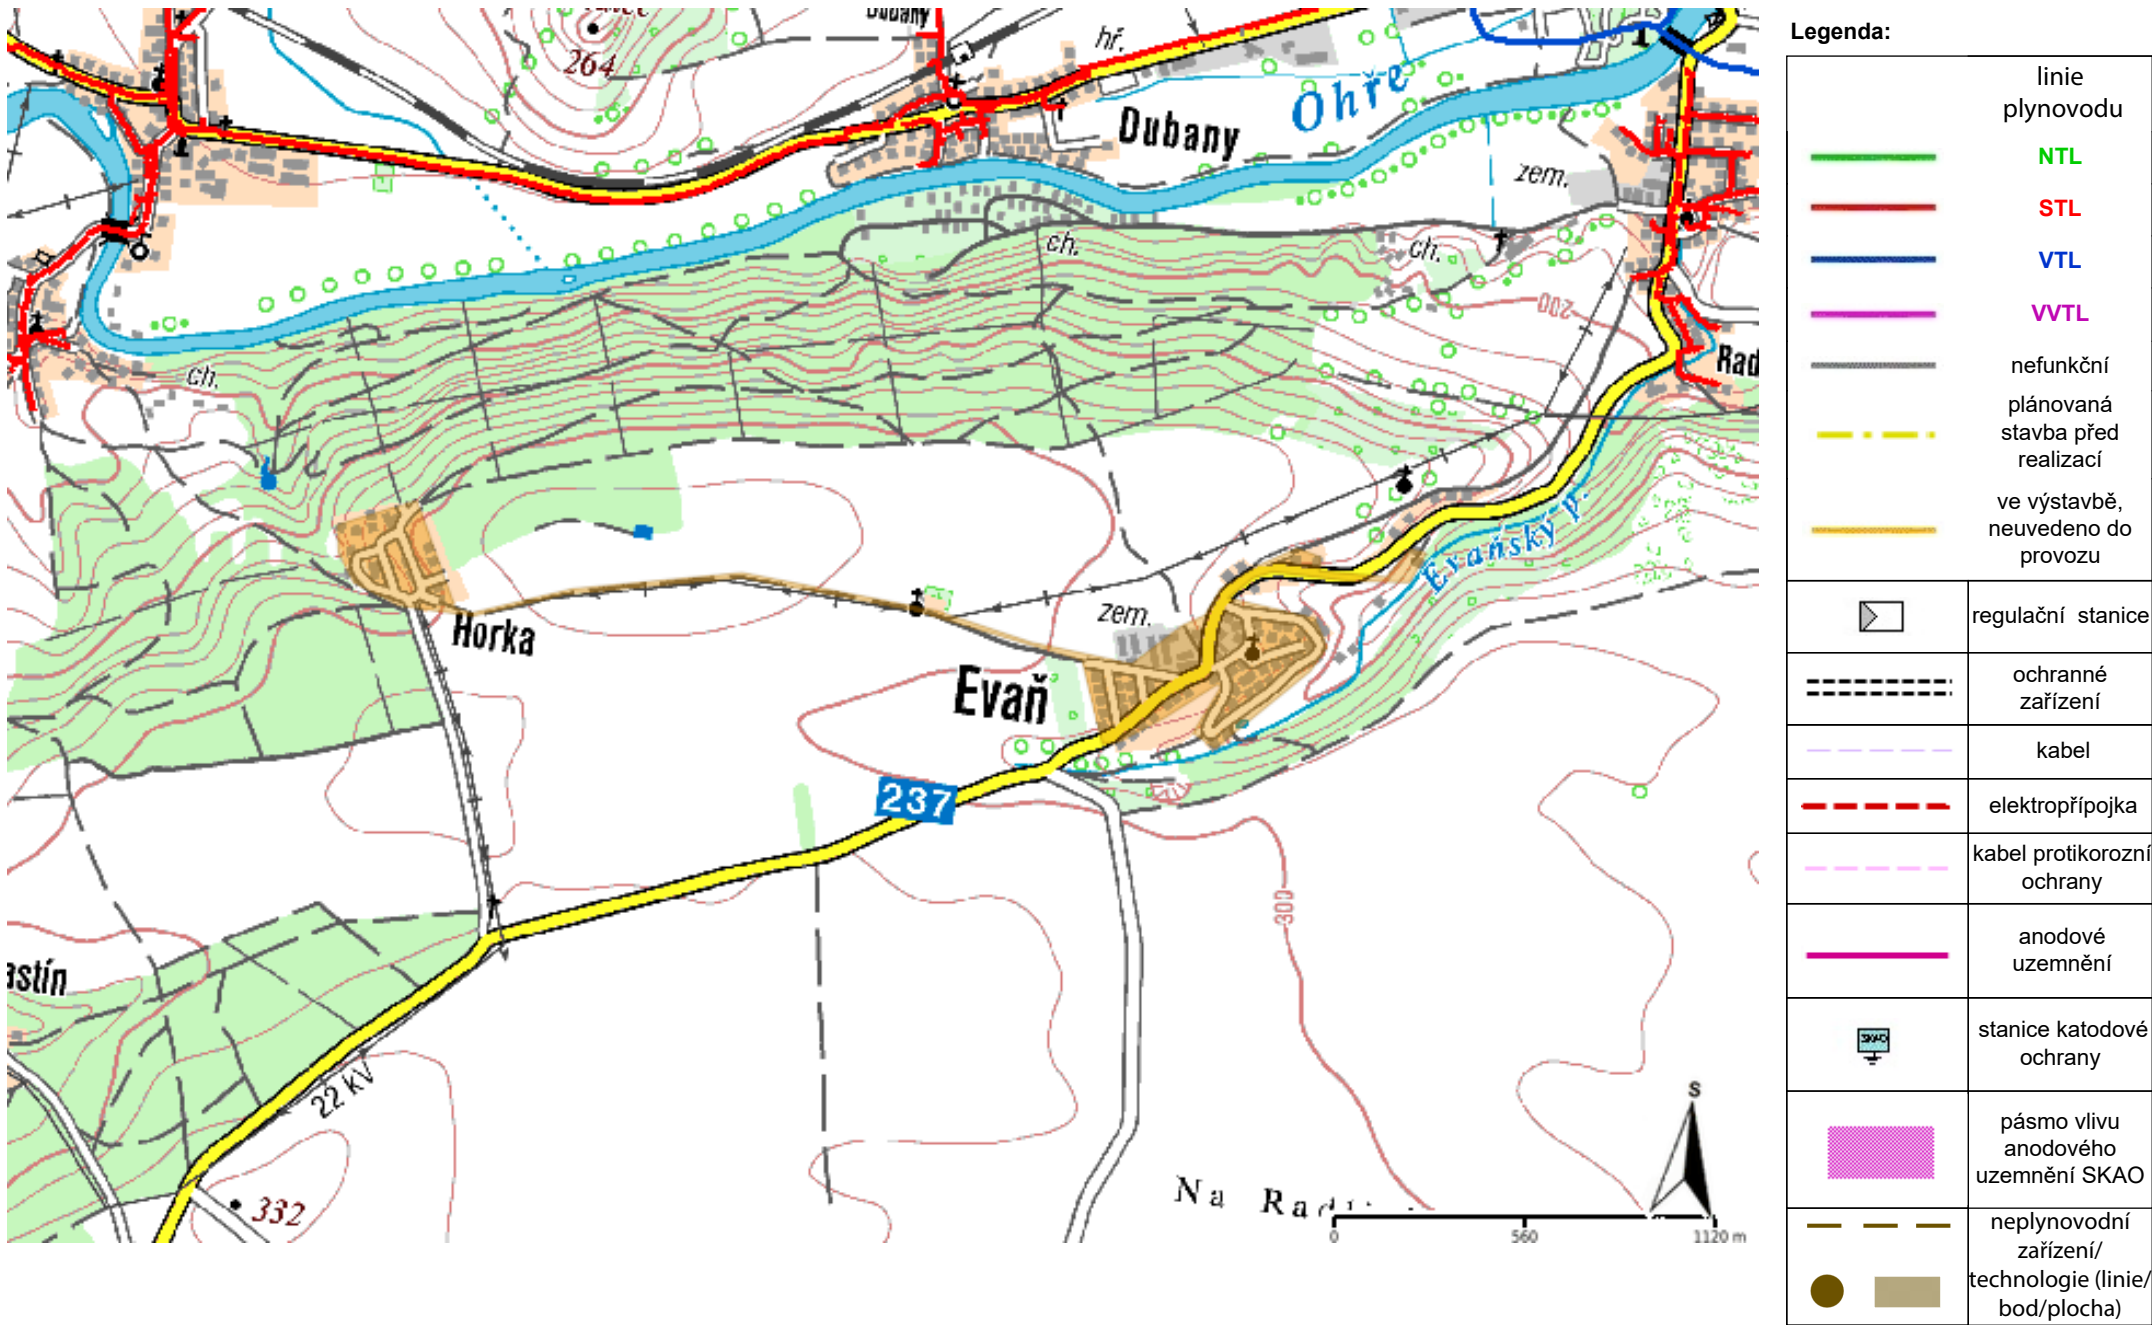 264
Dubany
hř.
Ohře
Dubany
zem.
ch.
ch.
200
Rad
ch.
Evaňský p.
Horka
zem.
Evaň
237
300
astín
22 kV
332
Na
S
0
560
1120 m
Legenda:
linie
plynovodu
NTL
STL
VTL
VVTL
nefunkční
plánovaná
stavba před
realizací
ve výstavbě,
neuvedeno do
provozu
regulační stanice
ochranné
zařízení
kabel
elektropřípojka
kabel protikorozní
ochrany
anodové
uzemnění
SKAO
stanice katodové
ochrany
pásmo vlivu
anodového
uzemnění SKAO
neplynovodní
zařízení/
technologie (linie/
bod/plocha)